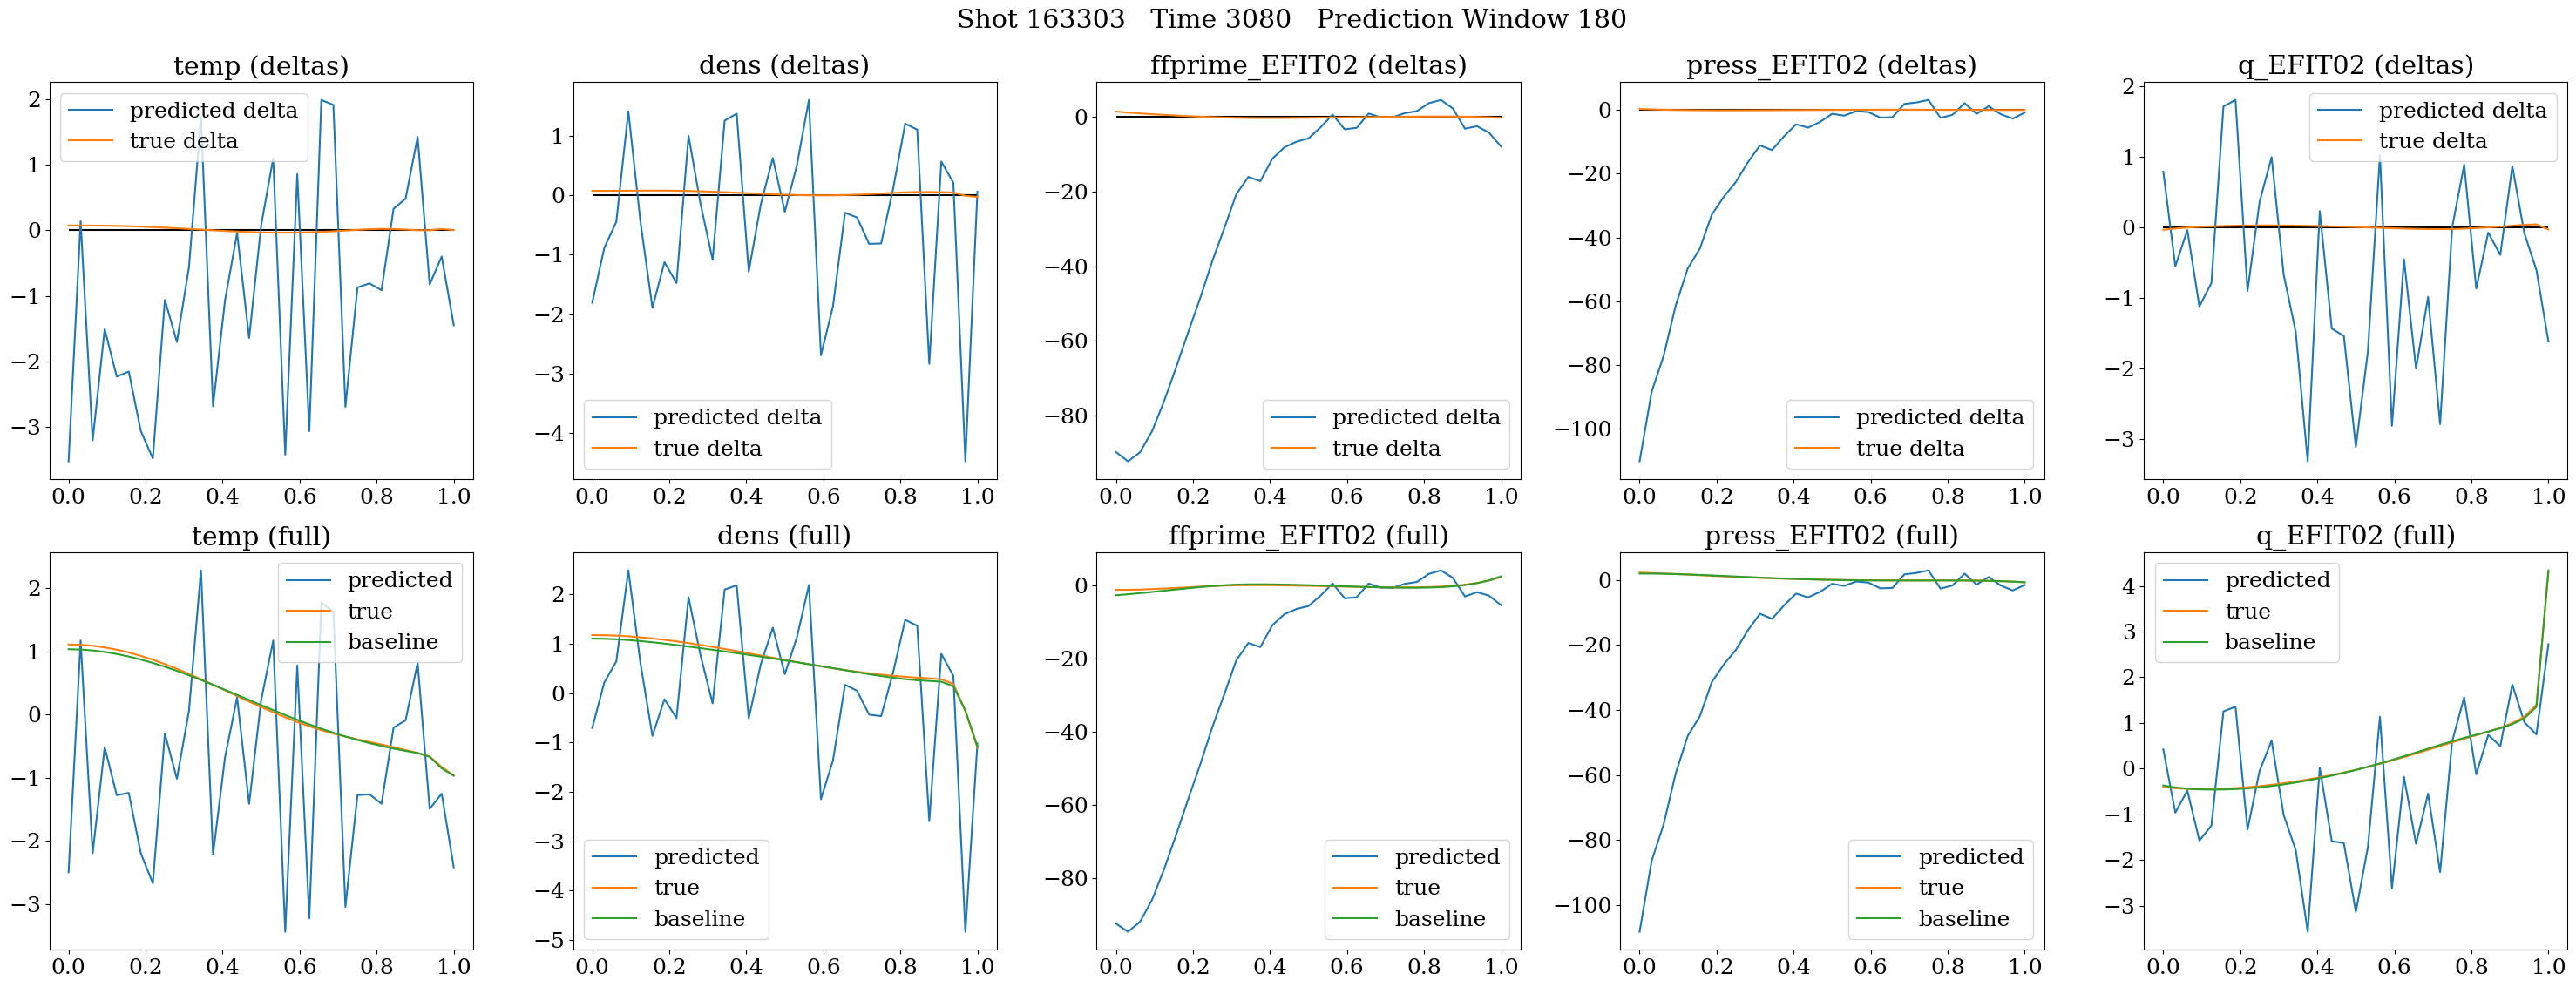 Shot 163303   Time 3080   Prediction Window 180
temp (deltas)
2
1
0
−1
−2
−3
0.0 0.2 0.4 0.6 0.8 1.0
predicted delta
true delta
dens (deltas)
1
0
−1
−2
−3
−4
0.0 0.2 0.4 0.6 0.8 1.0
predicted delta
true delta
ffprime_EFIT02 (deltas)
0
−20
−40
−60
−80
0.0 0.2 0.4 0.6 0.8 1.0
predicted delta
true delta
press_EFIT02 (deltas)
0
−20
−40
−60
−80
−100
0.0 0.2 0.4 0.6 0.8 1.0
predicted delta
true delta
q_EFIT02 (deltas)
2
1
0
−1
−2
−3
0.0 0.2 0.4 0.6 0.8 1.0
predicted delta
true delta
temp (full)
2
1
0
−1
−2
−3
0.0 0.2 0.4 0.6 0.8 1.0
predicted
true
baseline
dens (full)
2
1
0
−1
−2
−3
−4
−5
0.0 0.2 0.4 0.6 0.8 1.0
predicted
true
baseline
ffprime_EFIT02 (full)
0
−20
−40
−60
−80
0.0 0.2 0.4 0.6 0.8 1.0
predicted
true
baseline
press_EFIT02 (full)
0
−20
−40
−60
−80
−100
0.0 0.2 0.4 0.6 0.8 1.0
predicted
true
baseline
q_EFIT02 (full)
4
3
2
1
0
−1
−2
−3
0.0 0.2 0.4 0.6 0.8 1.0
predicted
true
baseline